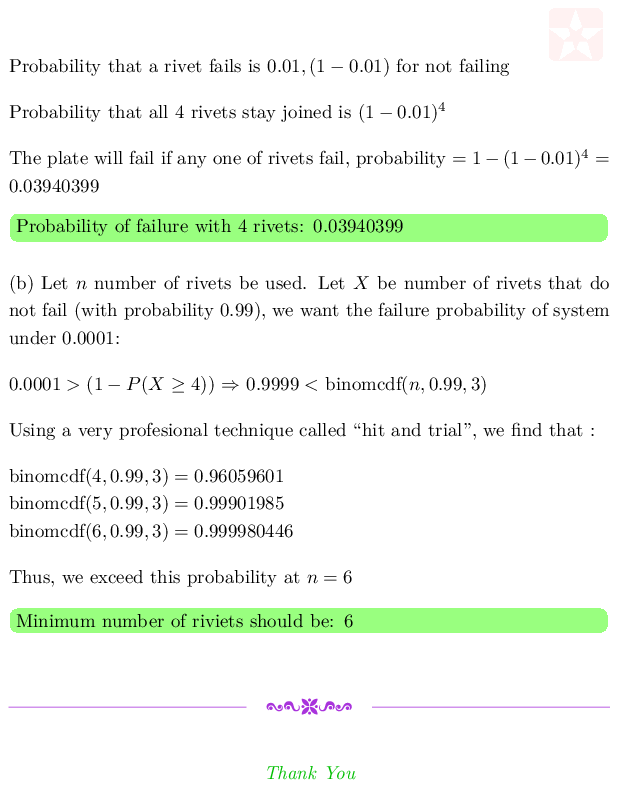 Probability that a rivet fails is 0.01, (1 − 0.01) for not failing
Probability that all 4 rivets stay joined is (1 − 0.01)⁴
The plate will fail if any one of rivets fail, probability = 1 − (1 − 0.01)⁴ =
0.03940399
Probability of failure with 4 rivets: 0.03940399
(b) Let n number of rivets be used. Let X be number of rivets that do
not fail (with probability 0.99), we want the failure probability of system
under 0.0001:
0.0001 > (1 − P(X ≥ 4)) ⇒ 0.9999 < binomcdf(n, 0.99, 3)
Using a very profesional technique called “hit and trial”, we find that :
binomcdf(4, 0.99, 3) = 0.96059601
binomcdf(5, 0.99, 3) = 0.99901985
binomcdf(6, 0.99, 3) = 0.999980446
Thus, we exceed this probability at n = 6
Minimum number of riviets should be: 6
Thank You